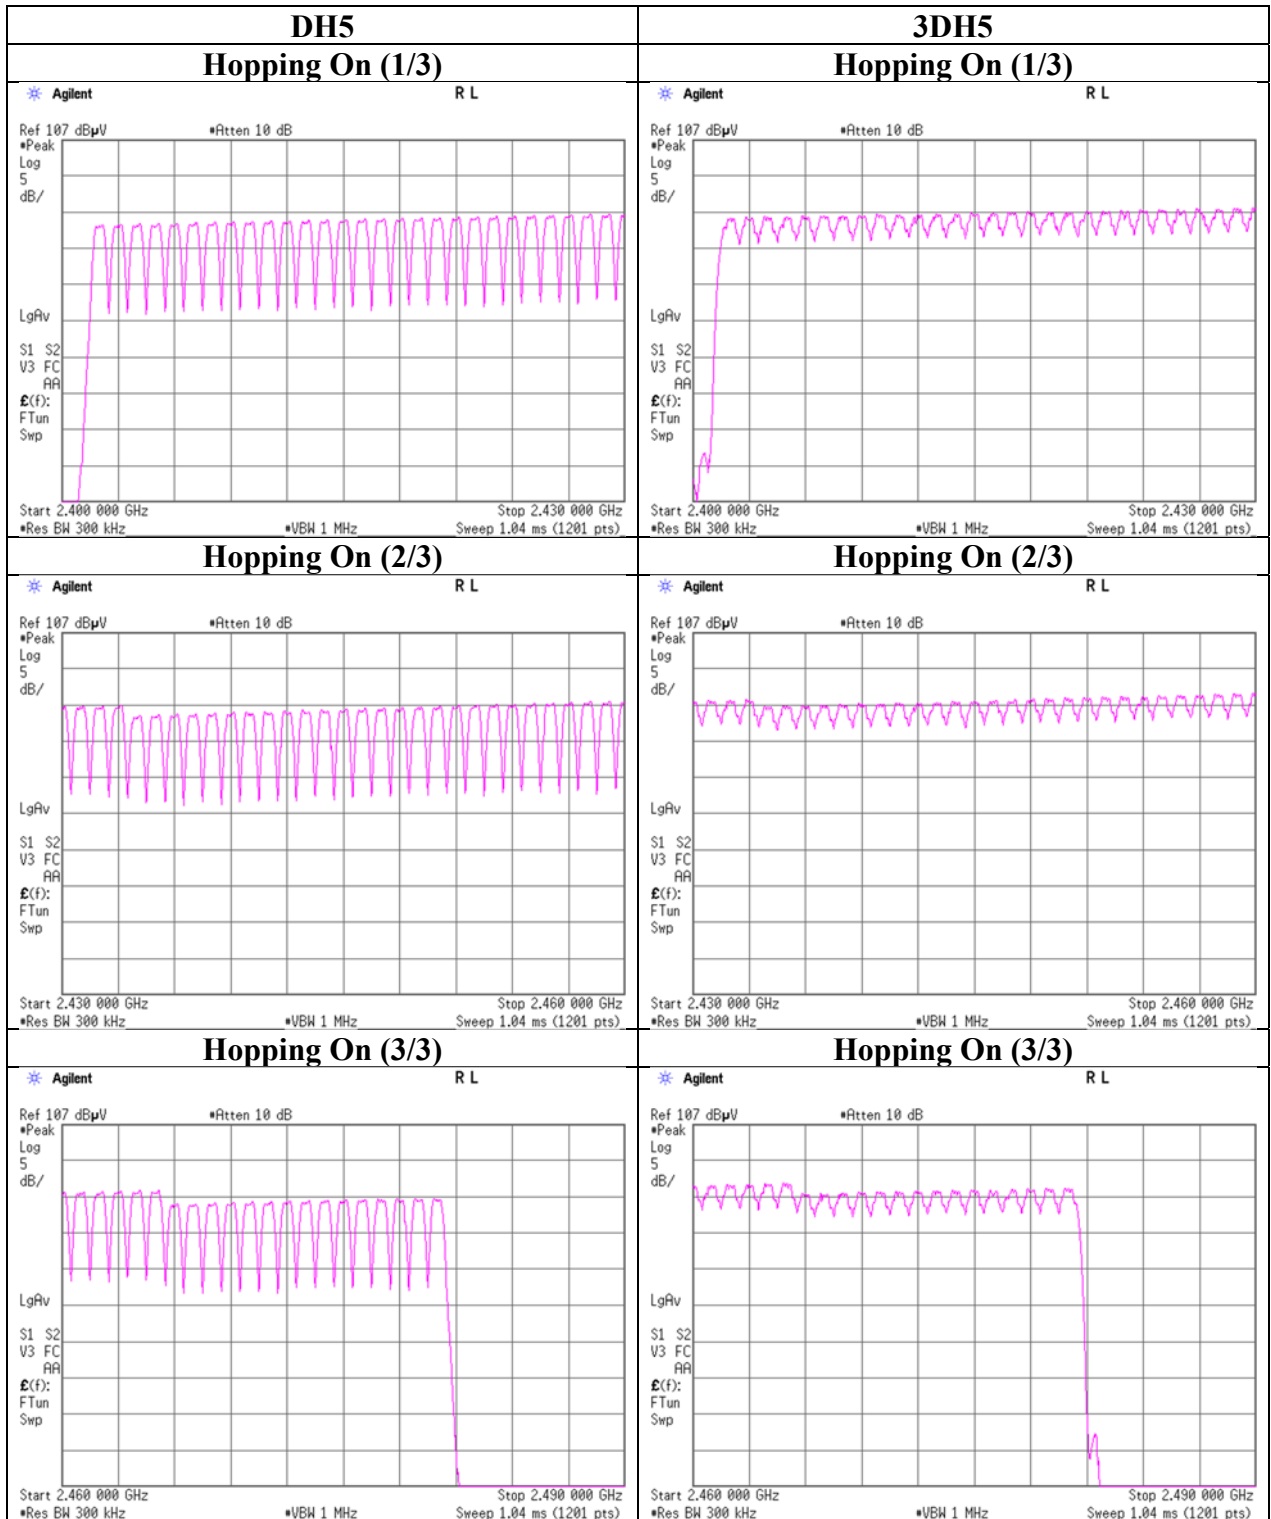 DH5
3DH5
Hopping On (1/3)
Hopping On (1/3)
Agilent R L
Ref 107 dBµV *Atten 10 dB
*Peak
Log
5
dB/
LgAv
S1 S2
V3 FC
AA
£(f):
FTun
Swp
Start 2.400 000 GHz Stop 2.430 000 GHz
*Res BW 300 kHz *VBW 1 MHz Sweep 1.04 ms (1201 pts)
Agilent R L
Ref 107 dBµV *Atten 10 dB
*Peak
Log
5
dB/
LgAv
S1 S2
V3 FC
AA
£(f):
FTun
Swp
Start 2.400 000 GHz Stop 2.430 000 GHz
*Res BW 300 kHz *VBW 1 MHz Sweep 1.04 ms (1201 pts)
Hopping On (2/3)
Hopping On (2/3)
Agilent R L
Ref 107 dBµV *Atten 10 dB
*Peak
Log
5
dB/
LgAv
S1 S2
V3 FC
AA
£(f):
FTun
Swp
Start 2.430 000 GHz Stop 2.460 000 GHz
*Res BW 300 kHz *VBW 1 MHz Sweep 1.04 ms (1201 pts)
Agilent R L
Ref 107 dBµV *Atten 10 dB
*Peak
Log
5
dB/
LgAv
S1 S2
V3 FC
AA
£(f):
FTun
Swp
Start 2.430 000 GHz Stop 2.460 000 GHz
*Res BW 300 kHz *VBW 1 MHz Sweep 1.04 ms (1201 pts)
Hopping On (3/3)
Hopping On (3/3)
Agilent R L
Ref 107 dBµV *Atten 10 dB
*Peak
Log
5
dB/
LgAv
S1 S2
V3 FC
AA
£(f):
FTun
Swp
Start 2.460 000 GHz Stop 2.490 000 GHz
*Res BW 300 kHz *VBW 1 MHz Sweep 1.04 ms (1201 pts)
Agilent R L
Ref 107 dBµV *Atten 10 dB
*Peak
Log
5
dB/
LgAv
S1 S2
V3 FC
AA
£(f):
FTun
Swp
Start 2.460 000 GHz Stop 2.490 000 GHz
*Res BW 300 kHz *VBW 1 MHz Sweep 1.04 ms (1201 pts)